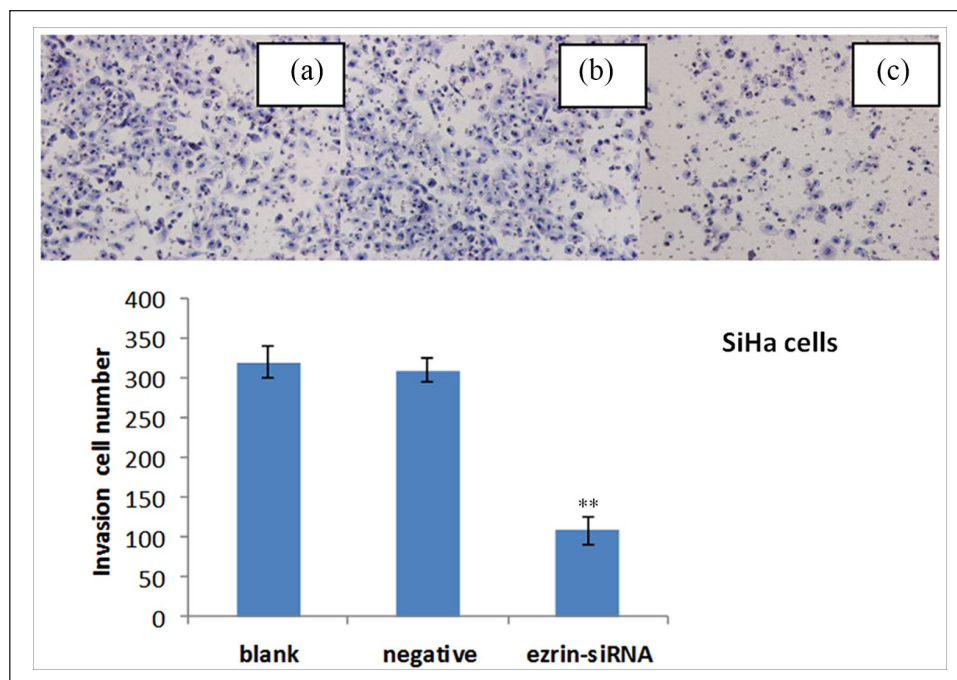 (a) (b) (c)
SiHa cells
Invasion cell number
400
350
300
250
200
150
100
50
0
**
blank negative ezrin-siRNA